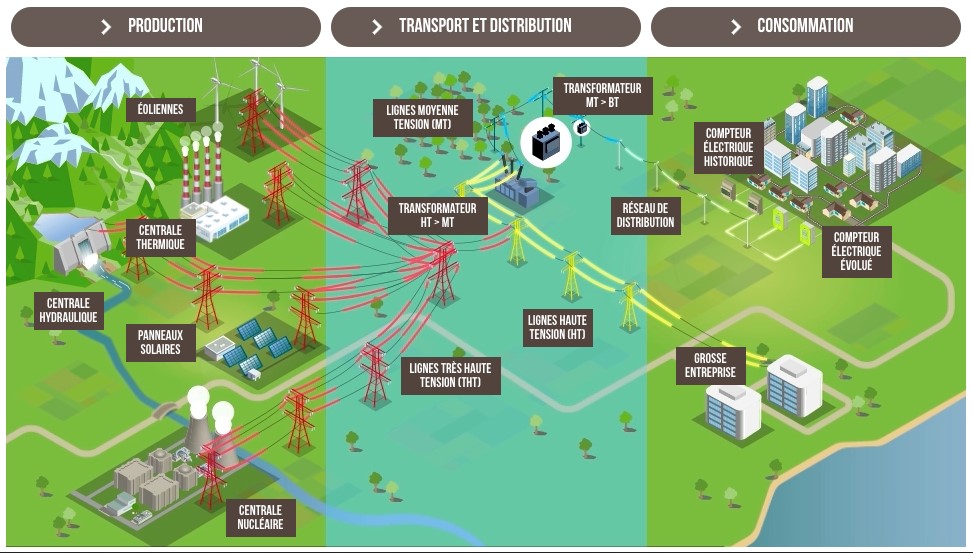 PRODUCTION
TRANSPORT ET DISTRIBUTION
CONSOMMATION
ÉOLIENNES
LIGNES MOYENNE
TENSION (MT)
TRANSFORMATEUR
MT > BT
COMPTEUR
ÉLECTRIQUE
HISTORIQUE
CENTRALE
THERMIQUE
TRANSFORMATEUR
HT > MT
RÉSEAU DE
DISTRIBUTION
COMPTEUR
ÉLECTRIQUE
ÉVOLUÉ
CENTRALE
HYDRAULIQUE
PANNEAUX
SOLAIRES
LIGNES HAUTE
TENSION (HT)
LIGNES TRÈS HAUTE
TENSION (THT)
GROSSE
ENTREPRISE
CENTRALE
NUCLÉAIRE